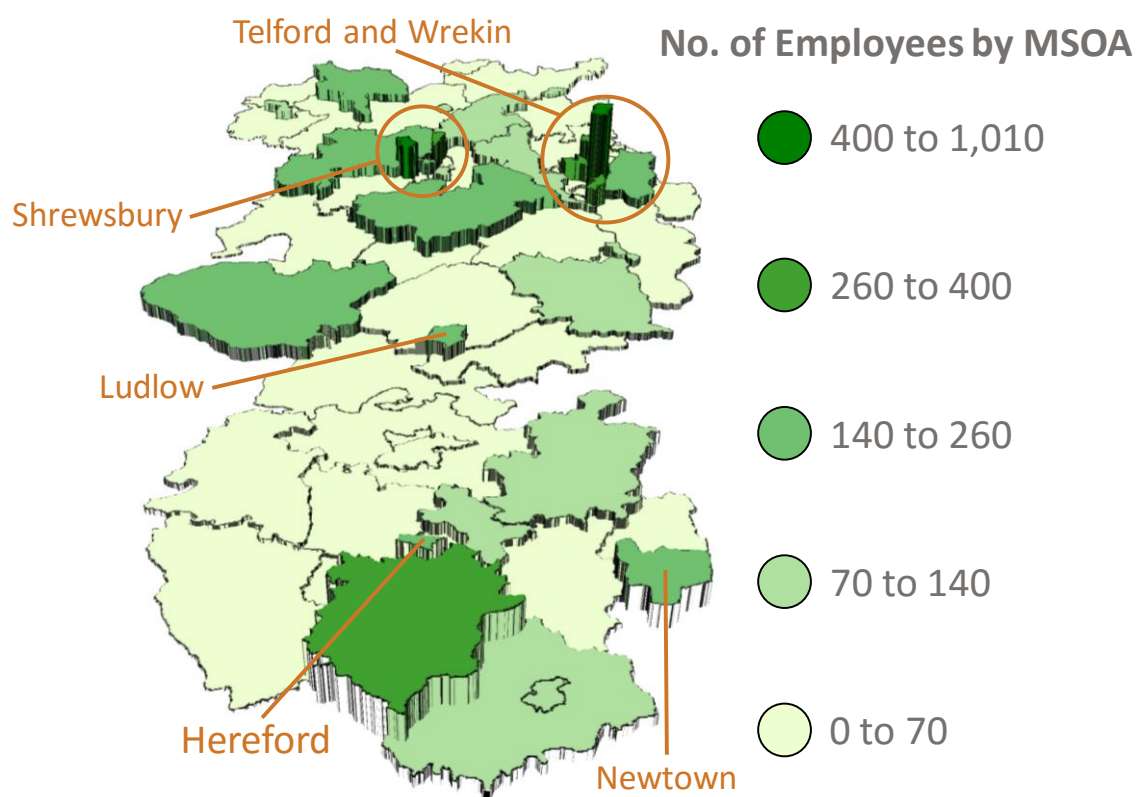 Telford and Wrekin
No. of Employees by MSOA
400 to 1,010
Shrewsbury
260 to 400
Ludlow
140 to 260
70 to 140
Hereford
0 to 70
Newtown